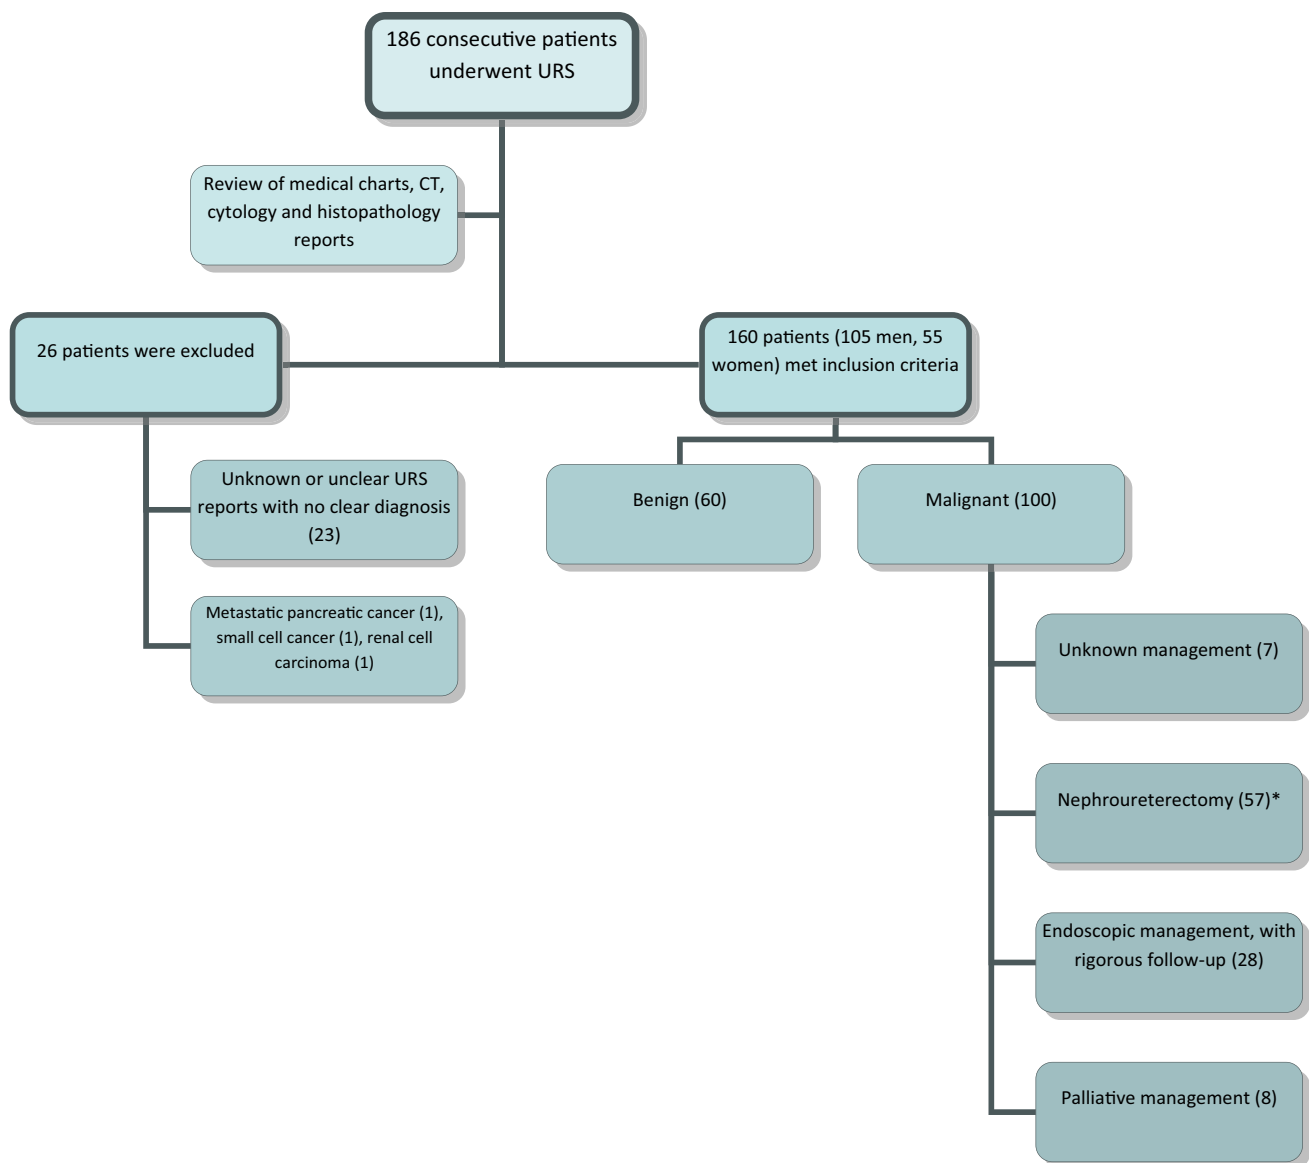 186 consecutive patients
underwent URS
Review of medical charts, CT,
cytology and histopathology
reports
26 patients were excluded
160 patients (105 men, 55
women) met inclusion criteria
Unknown or unclear URS
reports with no clear diagnosis
(23)
Metastatic pancreatic cancer (1),
small cell cancer (1), renal cell
carcinoma (1)
Benign (60)
Malignant (100)
Unknown management (7)
Nephroureterectomy (57)*
Endoscopic management, with
rigorous follow-up (28)
Palliative management (8)